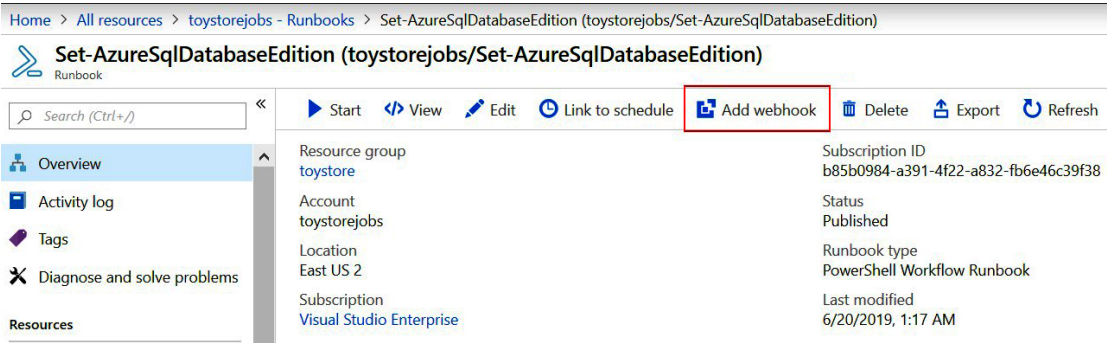 Home > All resources > toystorejobs - Runbooks > Set-AzureSqlDatabaseEdition (toystorejobs/Set-AzureSqlDatabaseEdition)
Set-AzureSqlDatabaseEdition (toystorejobs/Set-AzureSqlDatabaseEdition)
Runbook
Search (Ctrl+/)
«
Start </> View Edit Link to schedule Add webhook Delete Export Refresh
Overview
Activity log
Tags
Diagnose and solve problems
Resources
Resource group
toystore
Account
toystorejobs
Location
East US 2
Subscription
Visual Studio Enterprise
Subscription ID
b85b0984-a391-4f22-a832-fb6e46c39f38
Status
Published
Runbook type
PowerShell Workflow Runbook
Last modified
6/20/2019, 1:17 AM